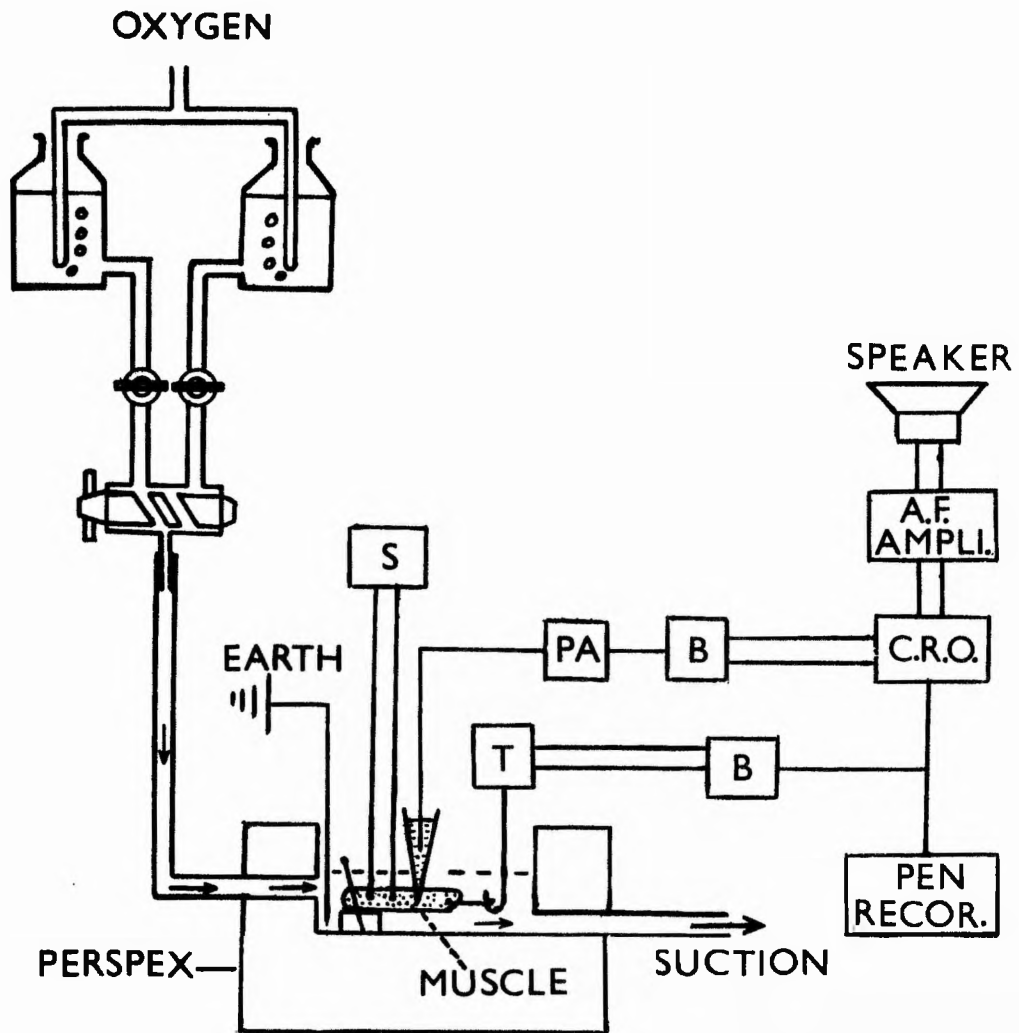 OXYGEN
SPEAKER
A.F.
AMPLI.
S
PA
B
C.R.O.
EARTH
T
B
PEN
RECOR.
PERSPEX
MUSCLE
SUCTION